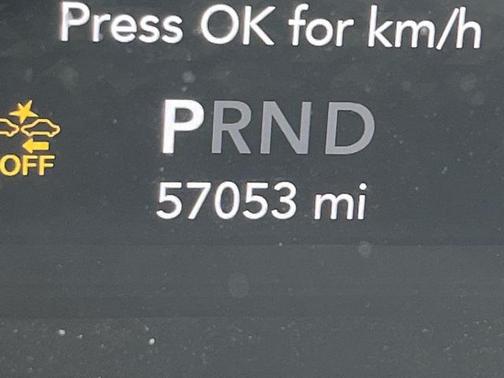 Press OK for km/h
PRND
OFF
57053 mi